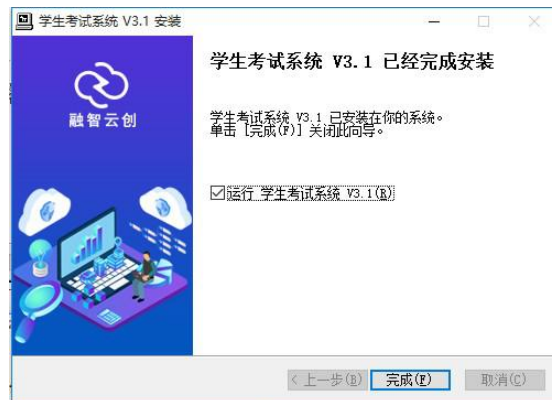 学生考试系统 V3.1 安装
融智云创
学生考试系统 V3.1 已经完成安装
学生考试系统 V3.1 已安装在你的系统。
单击 [完成(F)] 关闭此向导。
运行 学生考试系统 V3.1(R)
< 上一步(B)
完成(F)
取消(C)